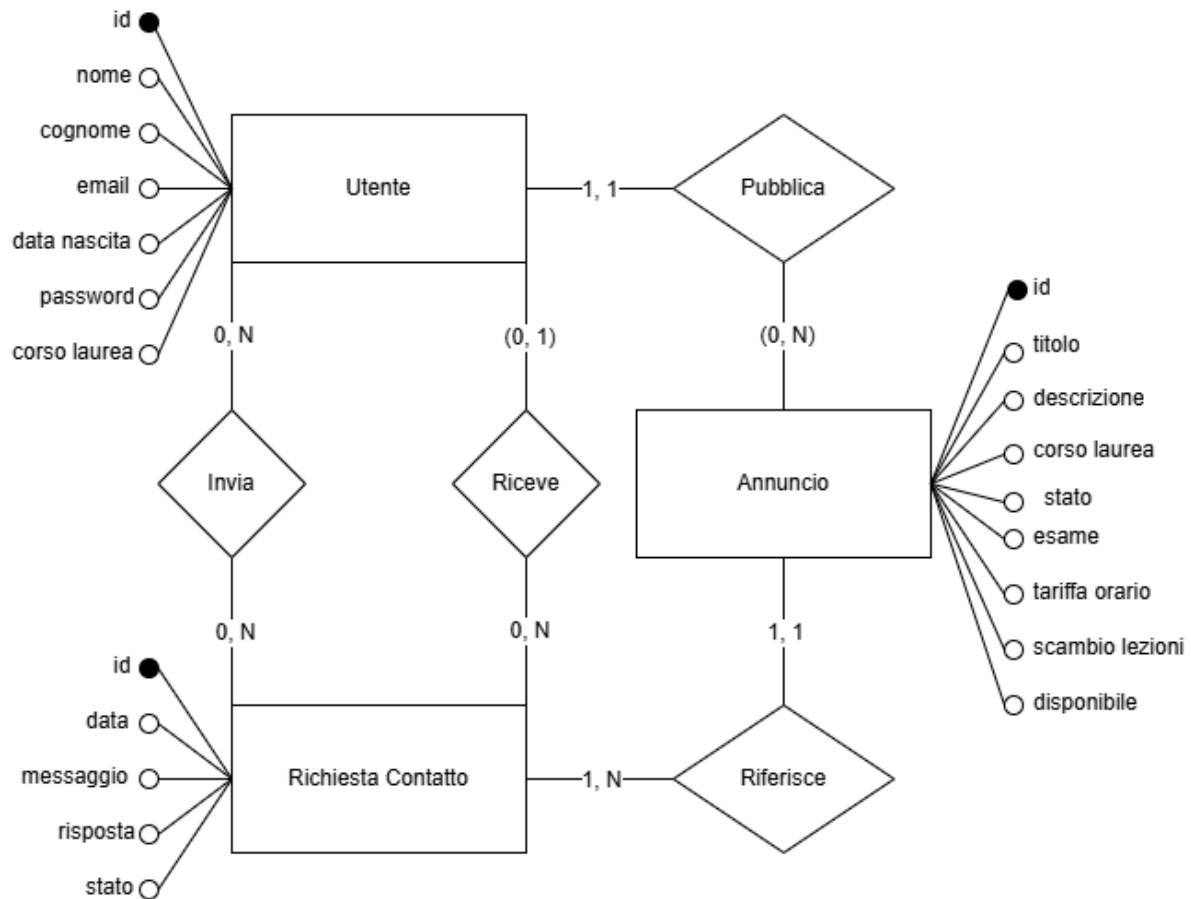 id
nome
cognome
email
data nascita
password
corso laurea
Utente
1, 1
Pubblica
0, N
(0, 1)
(0, N)
id
titolo
descrizione
corso laurea
stato
esame
tariffa orario
scambio lezioni
disponibile
Invia
Riceve
Annuncio
0, N
0, N
1, 1
id
data
messaggio
risposta
stato
Richiesta Contatto
1, N
Riferisce